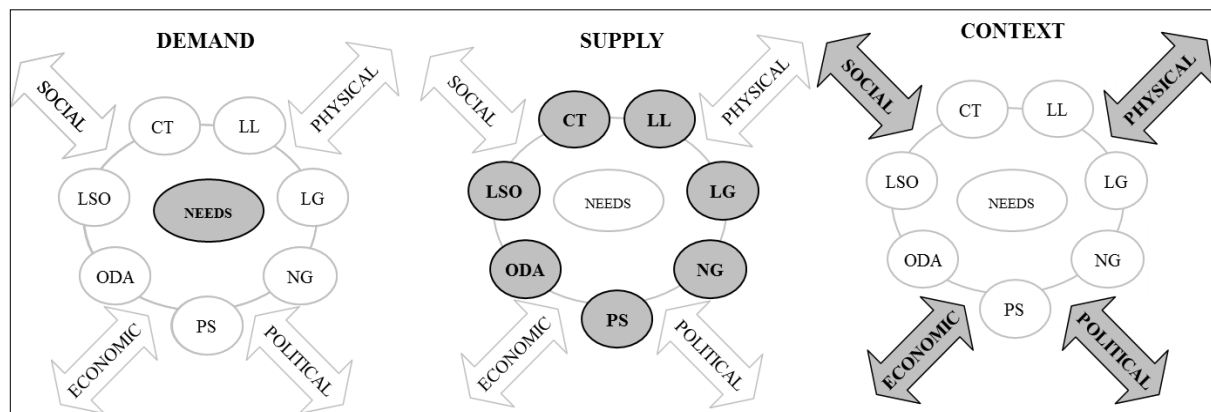 DEMAND
SOCIAL
PHYSICAL
CT
LL
LSO
LG
NEEDS
ODA
NG
PS
ECONOMIC
POLITICAL
SUPPLY
SOCIAL
PHYSICAL
CT
LL
LSO
LG
NEEDS
ODA
NG
PS
ECONOMIC
POLITICAL
CONTEXT
SOCIAL
PHYSICAL
CT
LL
LSO
LG
NEEDS
ODA
NG
PS
ECONOMIC
POLITICAL